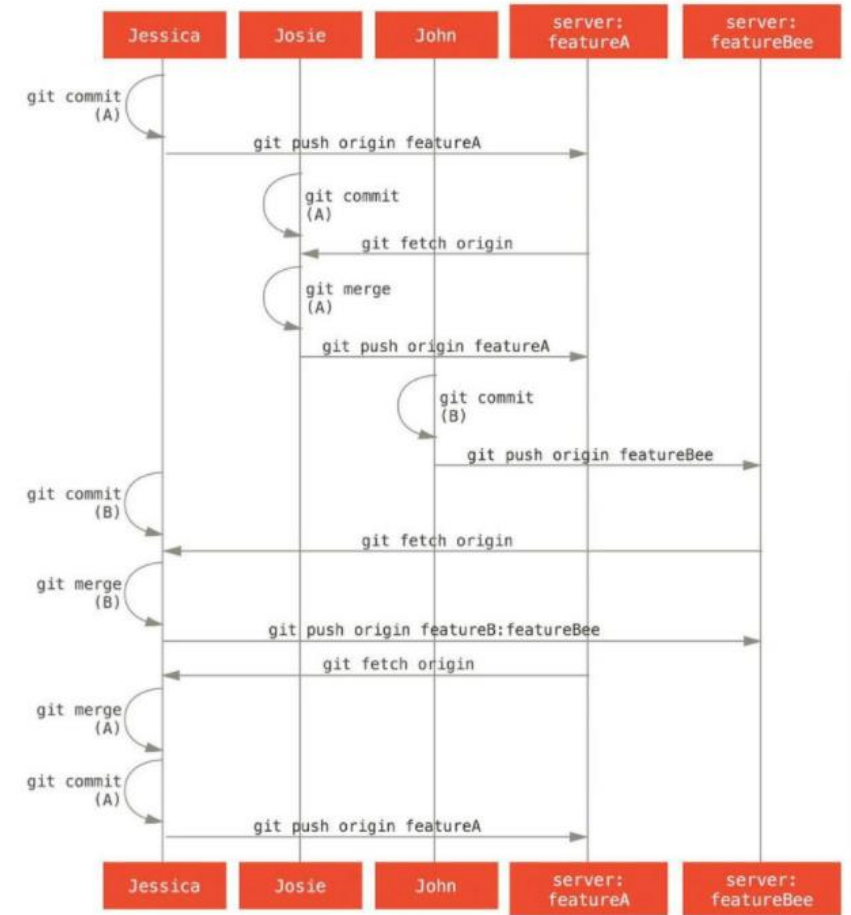 Jessica
Josie
John
server:
featureA
server:
featureBee
git commit
(A)
git push origin featureA
git commit
(A)
git fetch origin
git merge
(A)
git push origin featureA
git commit
(B)
git push origin featureBee
git commit
(B)
git fetch origin
git merge
(B)
git push origin featureB:featureBee
git fetch origin
git merge
(A)
git commit
(A)
git push origin featureA
Jessica
Josie
John
server:
featureA
server:
featureBee